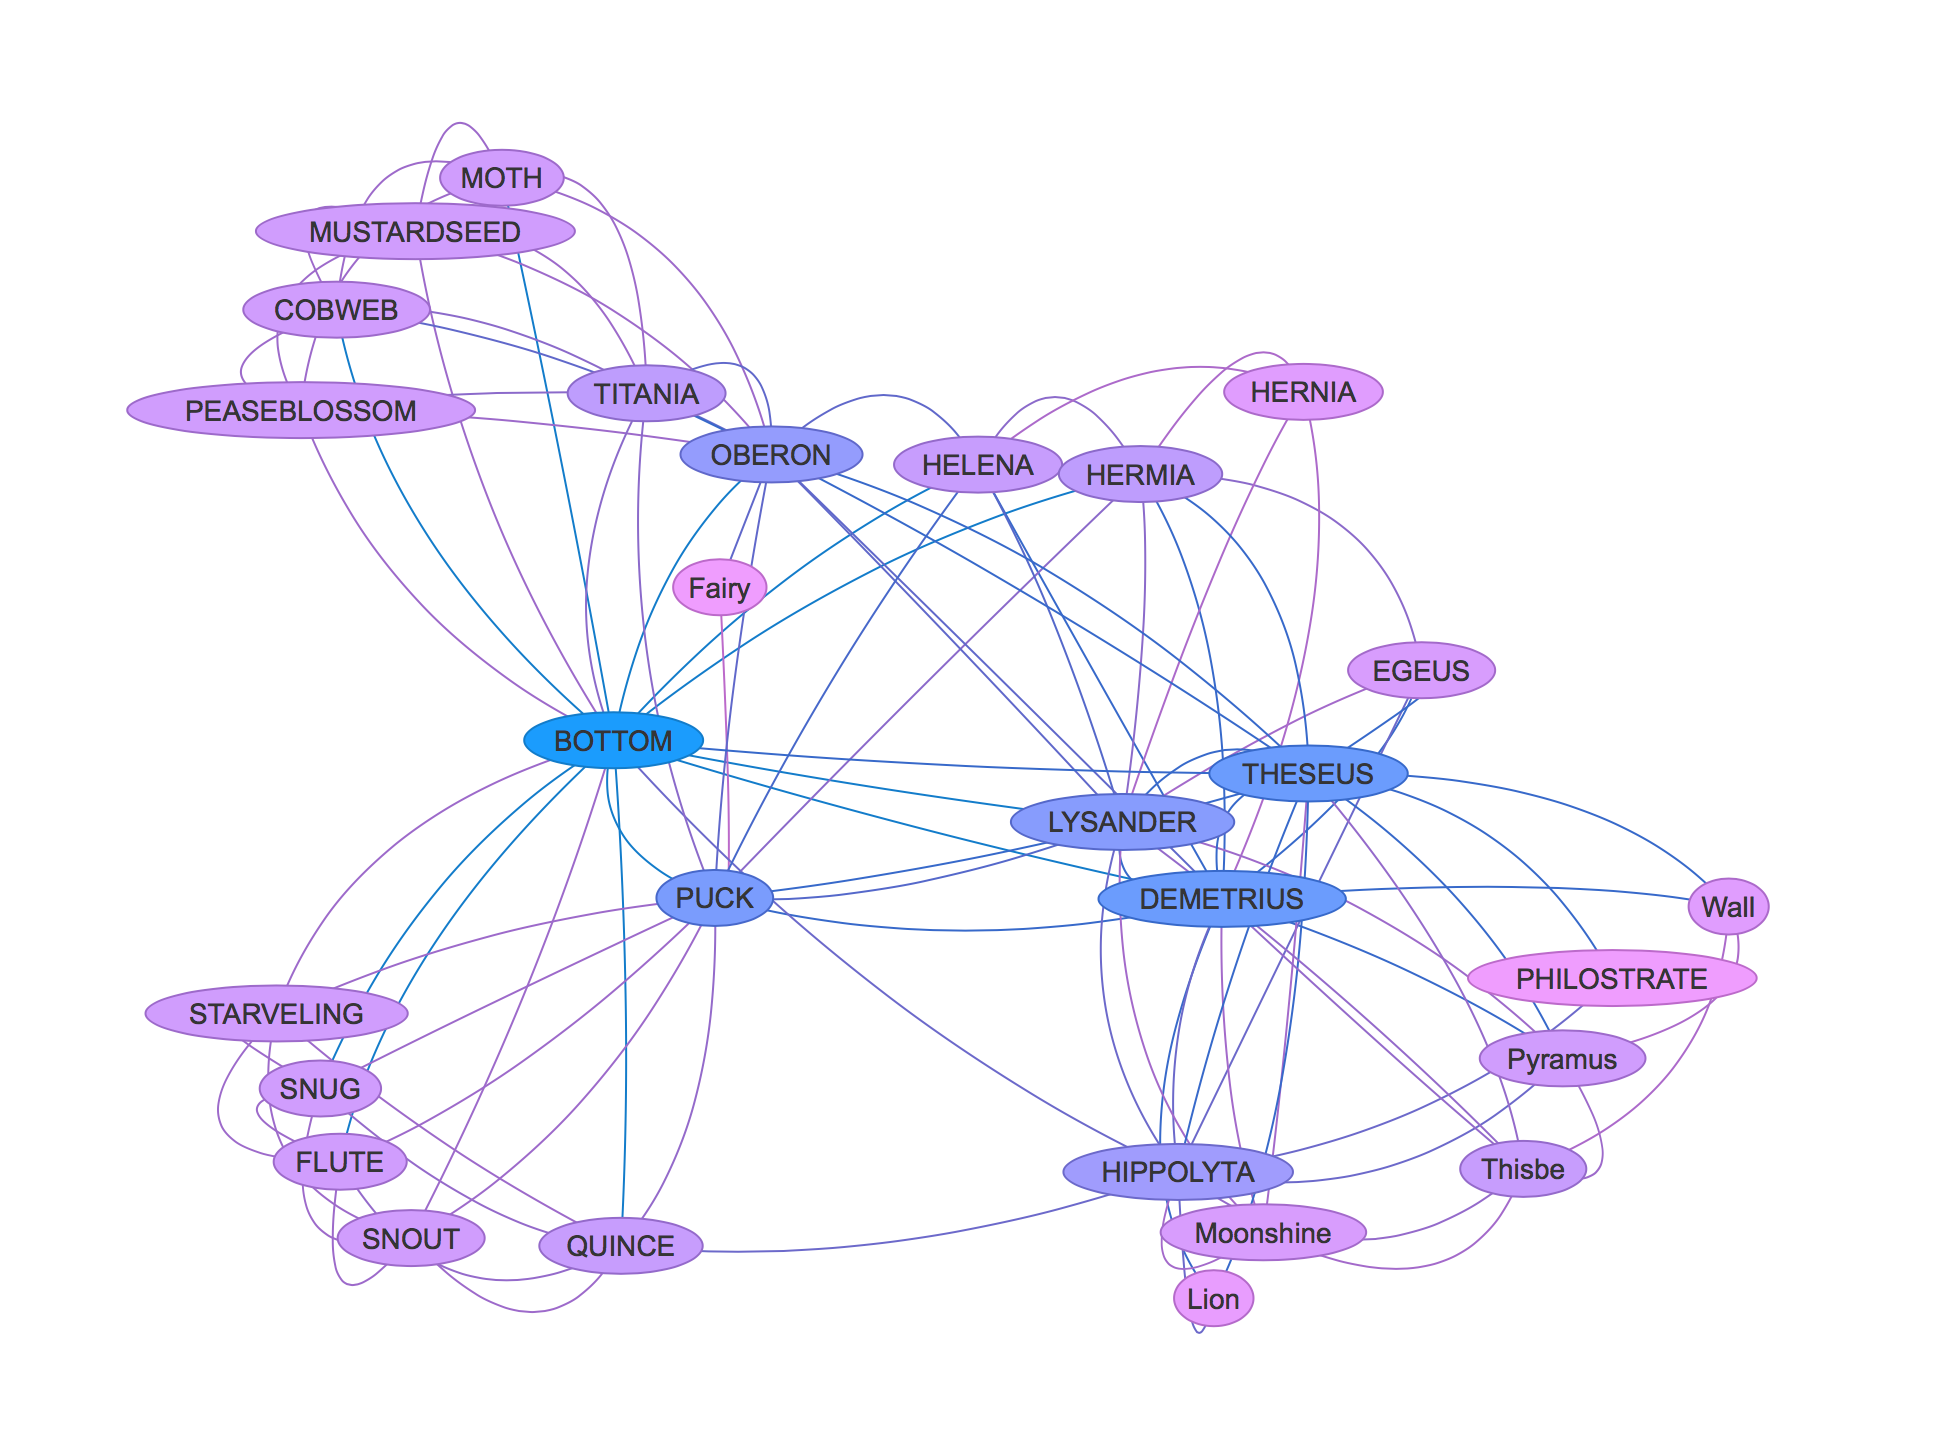 MOTH
MUSTARDSEED
COBWEB
PEASEBLOSSOM
TITANIA
HERNIA
OBERON
HELENA
HERMIA
Fairy
EGEUS
BOTTOM
THESEUS
LYSANDER
PUCK
DEMETRIUS
Wall
PHILOSTRATE
STARVELING
Pyramus
SNUG
FLUTE
HIPPOLYTA
Thisbe
SNOUT
QUINCE
Moonshine
Lion